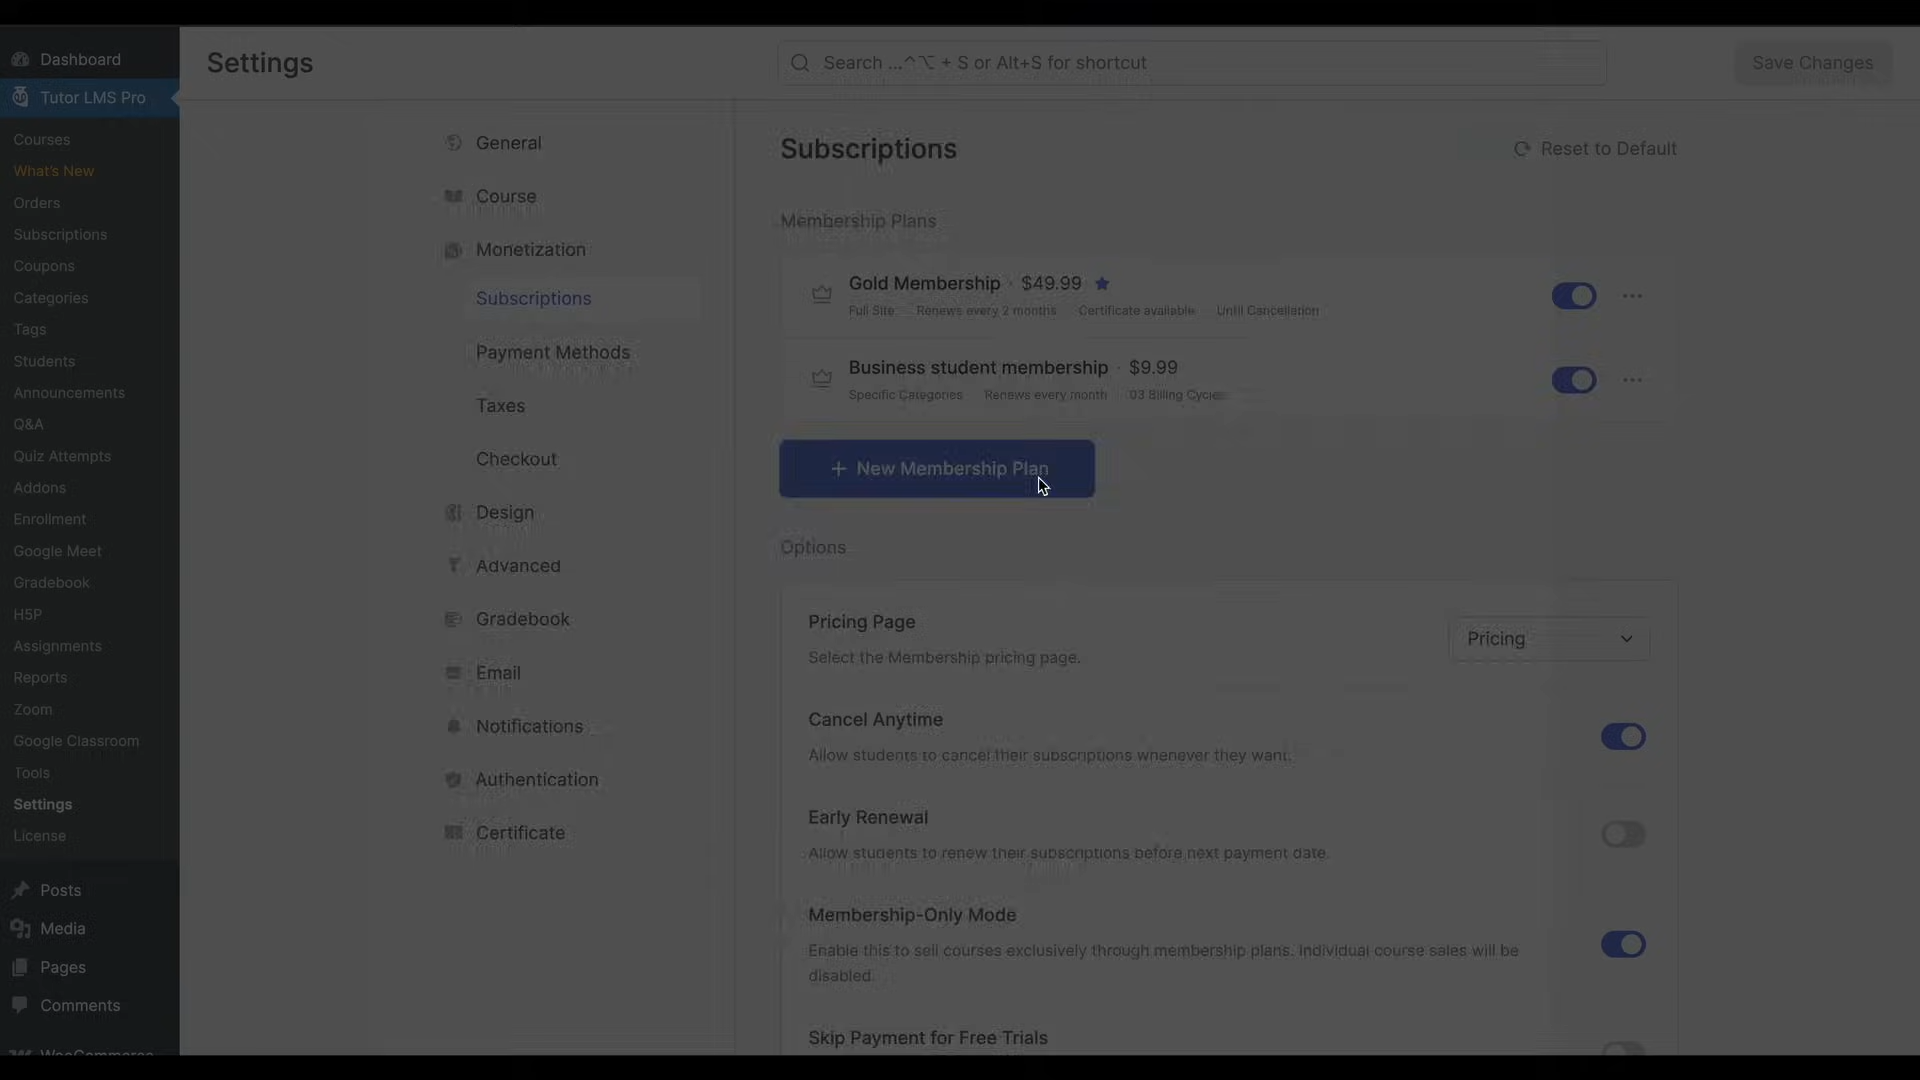 Dashboard
Tutor LMS Pro
Courses
What's New
Orders
Subscriptions
Coupons
Categories
Tags
Students
Announcements
Q&A
Quiz Attempts
Addons
Enrollment
Google Meet
Gradebook
H5P
Assignments
Reports
Zoom
Google Classroom
Tools
Settings
License
Posts
Media
Pages
Comments
WooCommerce
Settings
Search ...^⌥ + S or Alt+S for shortcut
Save Changes
General
Course
Monetization
Subscriptions
Payment Methods
Taxes
Checkout
Design
Advanced
Gradebook
Email
Notifications
Authentication
Certificate
Subscriptions
Reset to Default
Membership Plans
Gold Membership · $49.99
Full Site Renews every 2 months Certificate available Until Cancellation
Business student membership · $9.99
Specific Categories Renews every month 03 Billing Cycles
+ New Membership Plan
Options
Pricing Page
Select the Membership pricing page.
Pricing
Cancel Anytime
Allow students to cancel their subscriptions whenever they want.
Early Renewal
Allow students to renew their subscriptions before next payment date.
Membership-Only Mode
Enable this to sell courses exclusively through membership plans. Individual course sales will be
disabled.
Skip Payment for Free Trials